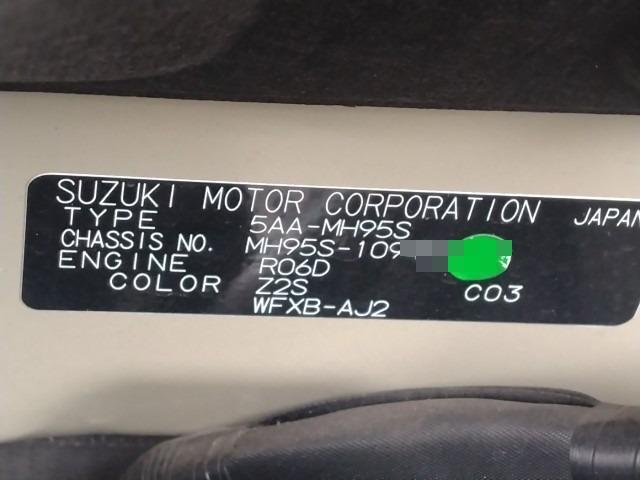 SUZUKI MOTOR CORPORATION JAPAN
TYPE 5AA-MH95S
CHASSIS NO. MH95S-109
ENGINE R06D
COLOR Z2S C03
WFXB-AJ2